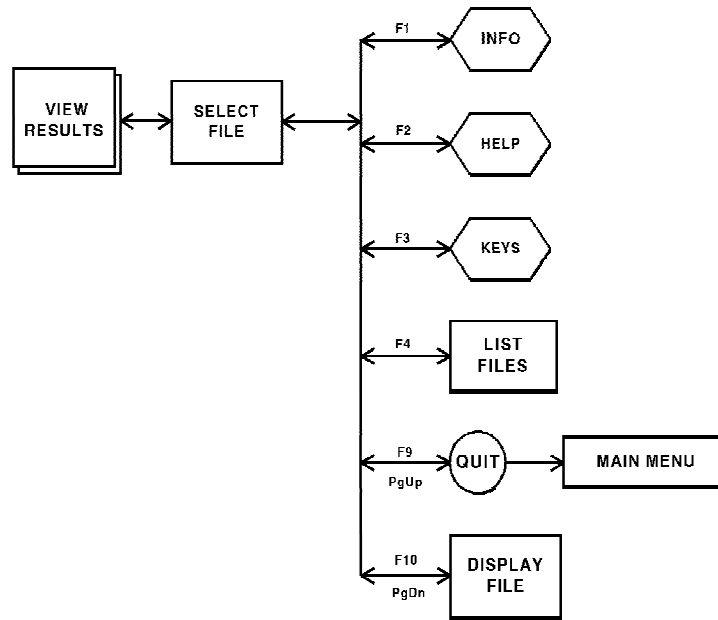 F1
INFO
VIEW
RESULTS
SELECT
FILE
F2
HELP
F3
KEYS
F4
LIST
FILES
F9
PgUp
QUIT
MAIN MENU
F10
PgDn
DISPLAY
FILE